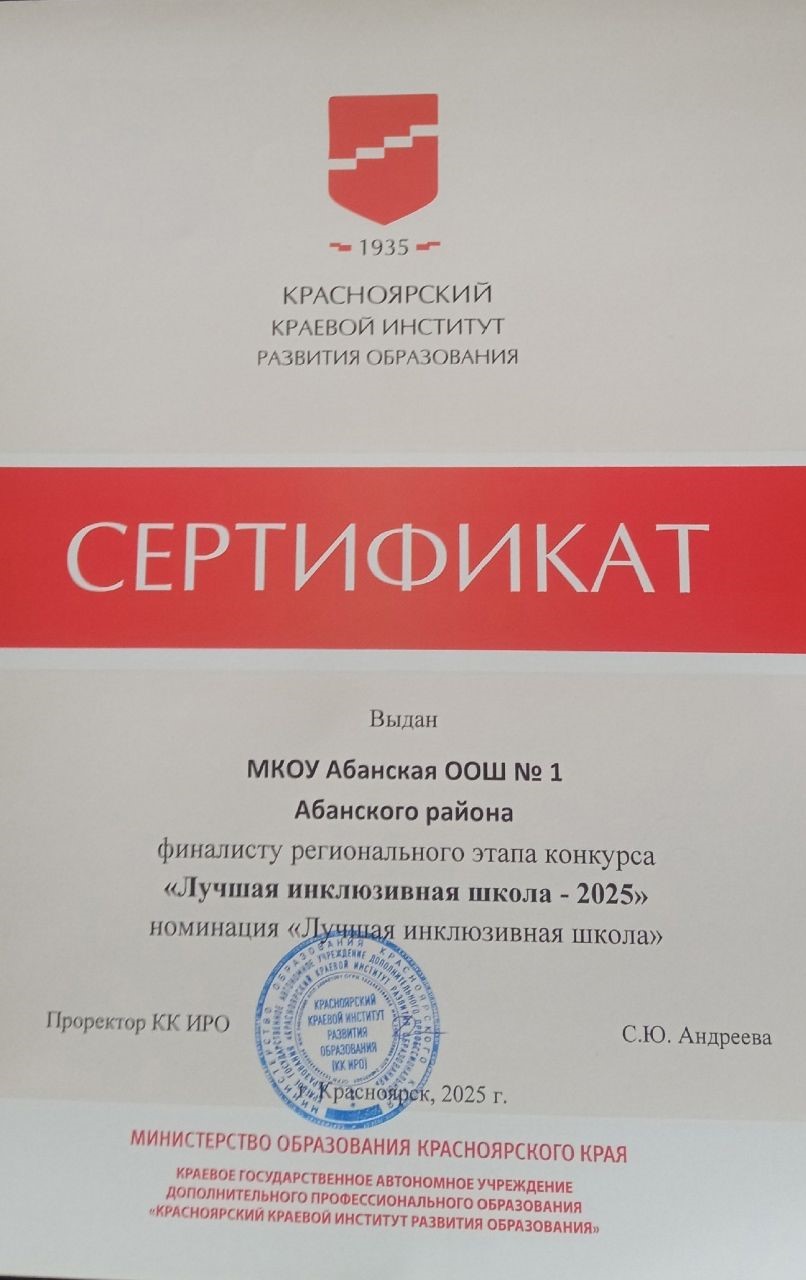 1935
КРАСНОЯРСКИЙ
КРАЕВОЙ ИНСТИТУТ
РАЗВИТИЯ ОБРАЗОВАНИЯ
СЕРТИФИКАТ
Выдан
МКОУ Абанская ООШ № 1
Абанского района
финалисту регионального этапа конкурса
«Лучшая инклюзивная школа - 2025»
номинация «Лучшая инклюзивная школа»
КРАСНОЯРСКИЙ
КРАЕВОЙ ИНСТИТУТ
РАЗВИТИЯ
ОБРАЗОВАНИЯ
(КК ИРО)
Проректор КК ИРО
С.Ю. Андреева
г. Красноярск, 2025 г.
МИНИСТЕРСТВО ОБРАЗОВАНИЯ КРАСНОЯРСКОГО КРАЯ
КРАЕВОЕ ГОСУДАРСТВЕННОЕ АВТОНОМНОЕ УЧРЕЖДЕНИЕ
ДОПОЛНИТЕЛЬНОГО ПРОФЕССИОНАЛЬНОГО ОБРАЗОВАНИЯ
«КРАСНОЯРСКИЙ КРАЕВОЙ ИНСТИТУТ РАЗВИТИЯ ОБРАЗОВАНИЯ»